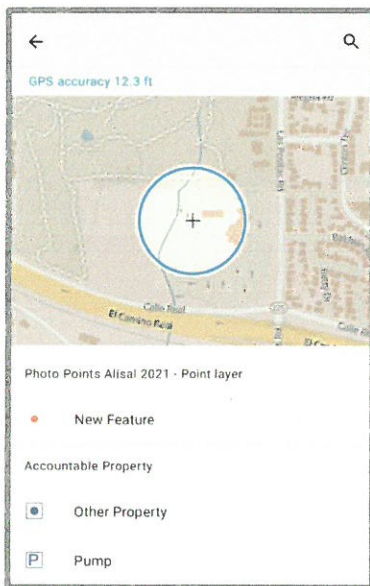 GPS accuracy 12.3 ft
Calle Real
El Camino Real
Calle R
Photo Points Alisal 2021 - Point layer
New Feature
Accountable Property
Other Property
P Pump